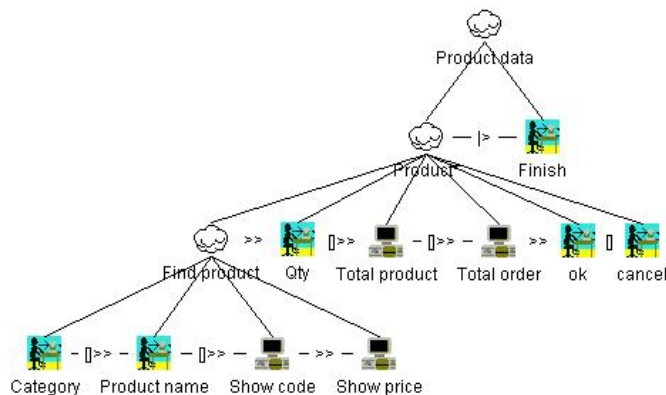 Product data
|>
Product* Finish
>> []>> []>> >> []
Find product Qty Total product Total order ok cancel
[]>> []>> >>
Category Product name Show code Show price